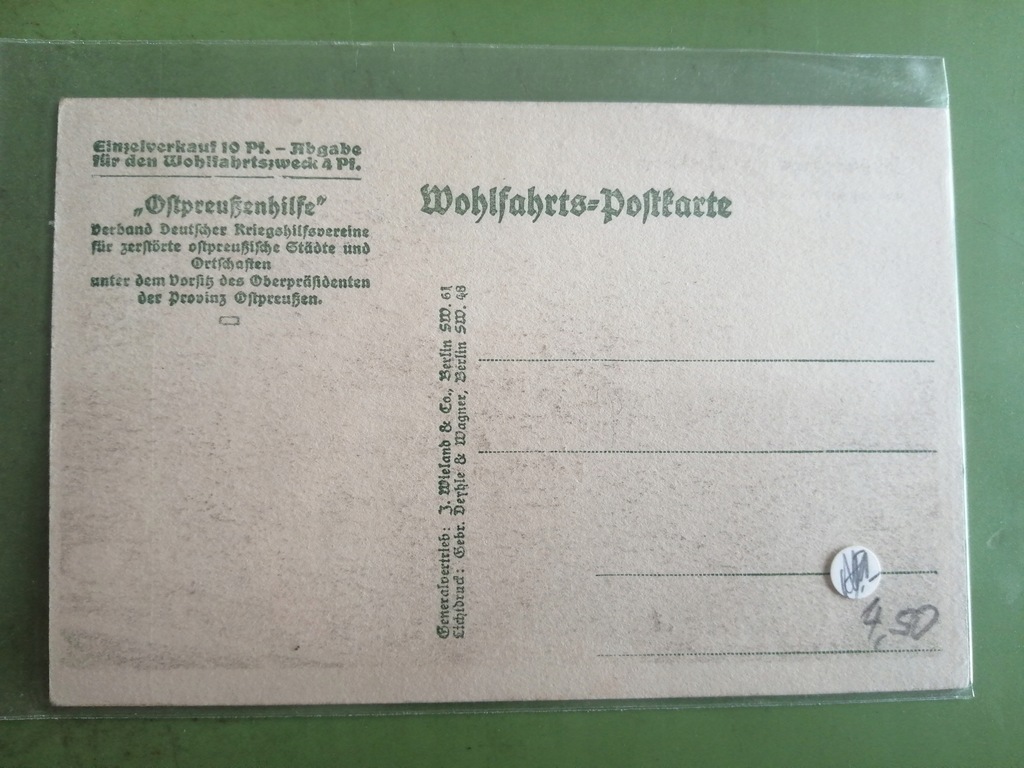 Einzelverkauf 10 Pf. – Abgabe
für den Wohlfahrtszweck 4 Pf.
„Ostpreußenhilfe"
Verband Deutscher Kriegshilfsvereine
für zerstörte ostpreußische Städte und
Ortschaften
unter dem Vorsitz des Oberpräsidenten
der Provinz Ostpreußen.
Wohlfahrts-Postkarte
Generalvertrieb: J. Wieland & Co., Berlin SW. 61
Lichtdruck: Gebr. Deyhle & Wagner, Berlin SW. 48
4,50